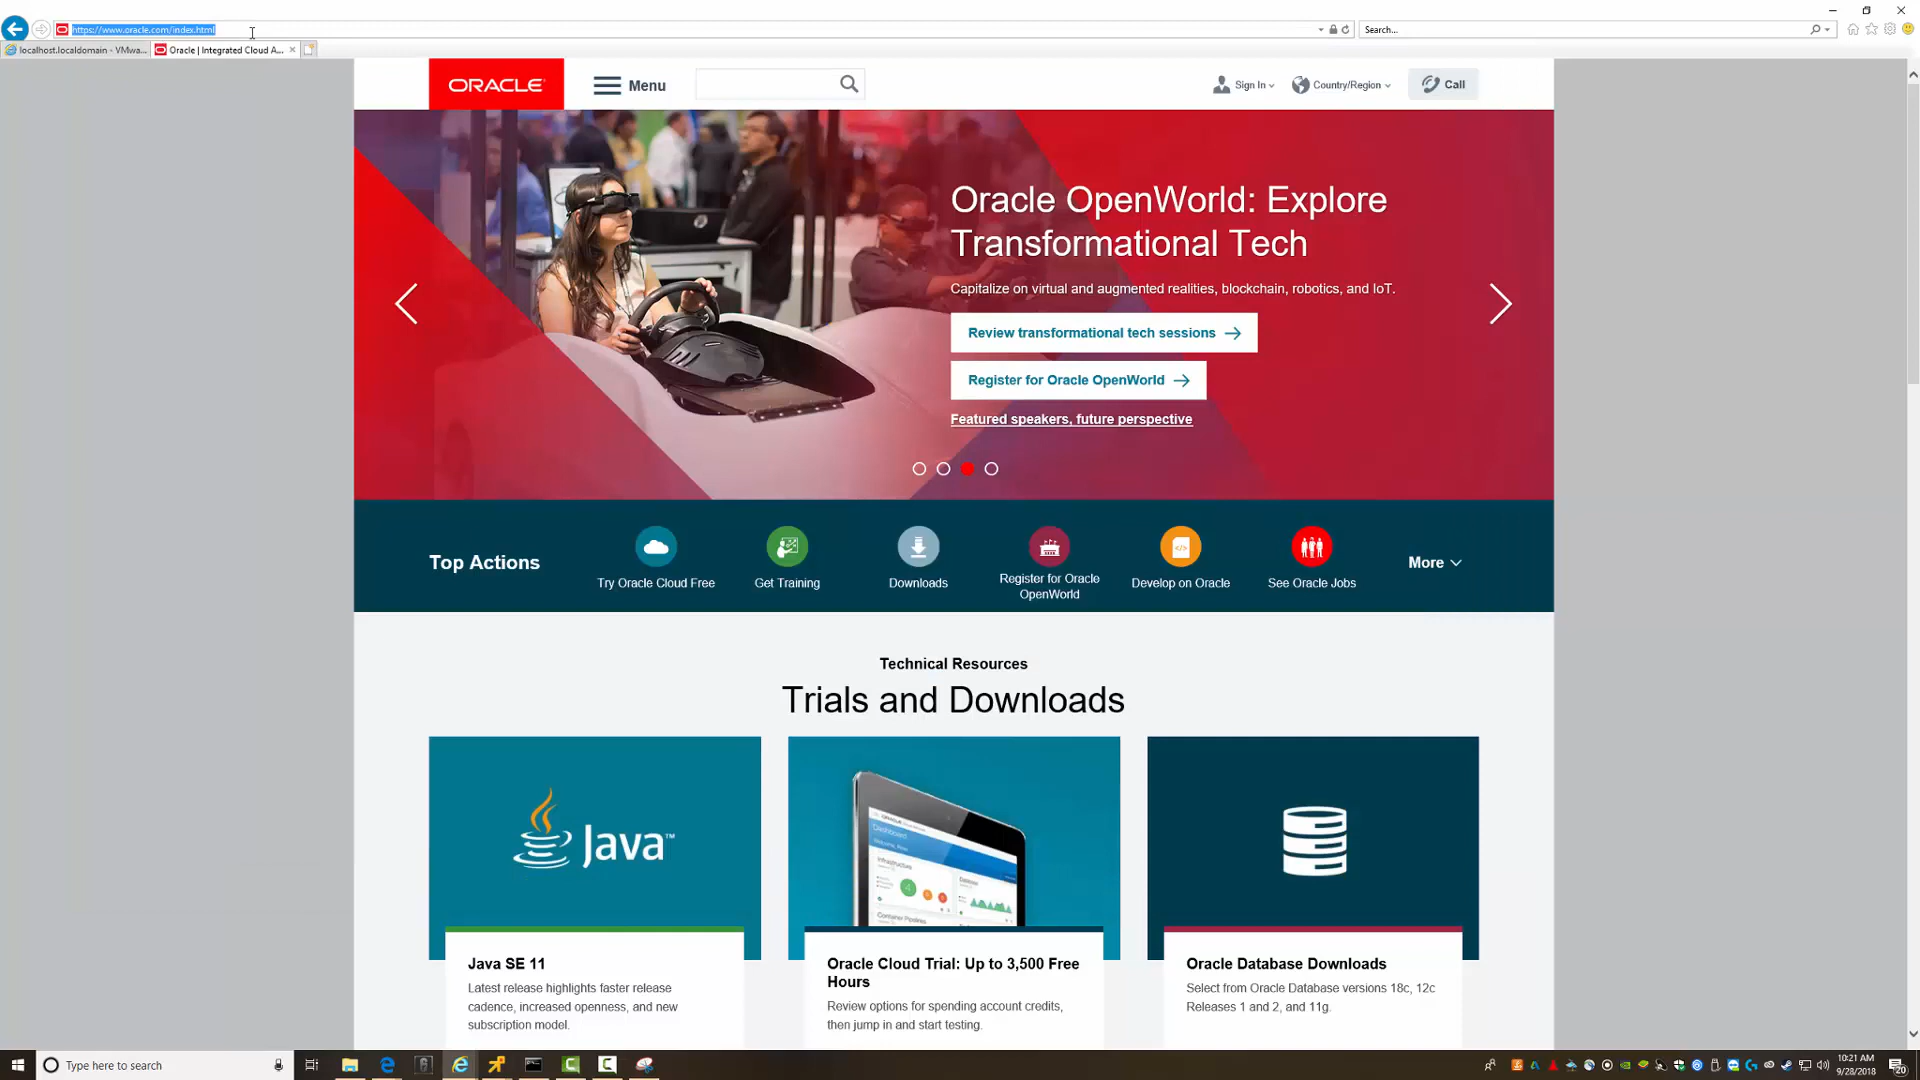 https://www.oracle.com/index.html
Search...
localhost.localdomain - VMwa...
Oracle | Integrated Cloud A...
ORACLE
Menu
Sign In
Country/Region
Call
Oracle OpenWorld: Explore
Transformational Tech
Capitalize on virtual and augmented realities, blockchain, robotics, and IoT.
Review transformational tech sessions
Register for Oracle OpenWorld
Featured speakers, future perspective
Top Actions
Try Oracle Cloud Free
Get Training
Downloads
Register for Oracle
OpenWorld
Develop on Oracle
See Oracle Jobs
More
Technical Resources
Trials and Downloads
Java™
Dashboard
Infrastructure
Container Pipelines
Java SE 11
Latest release highlights faster release
cadence, increased openness, and new
subscription model.
Oracle Cloud Trial: Up to 3,500 Free
Hours
Review options for spending account credits,
then jump in and start testing.
Oracle Database Downloads
Select from Oracle Database versions 18c, 12c
Releases 1 and 2, and 11g.
Type here to search
10:21 AM
9/28/2018
20